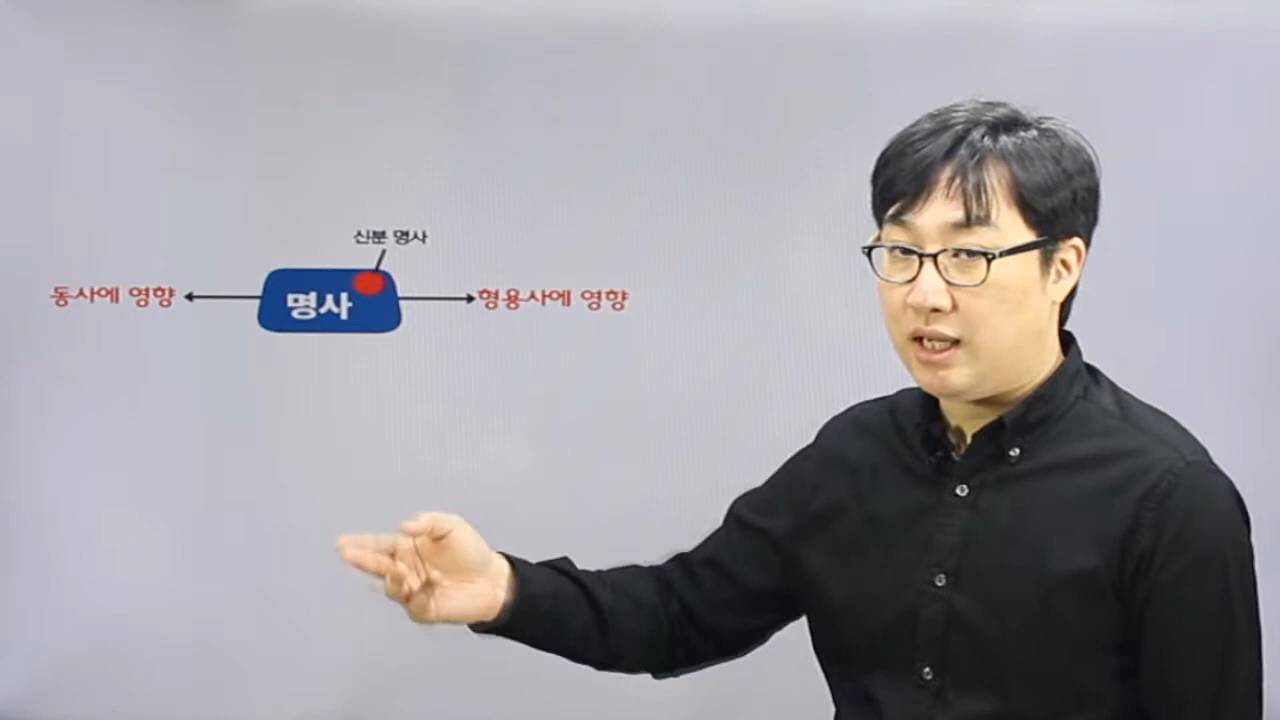 신분 명사
동사에 영향
명사
형용사에 영향